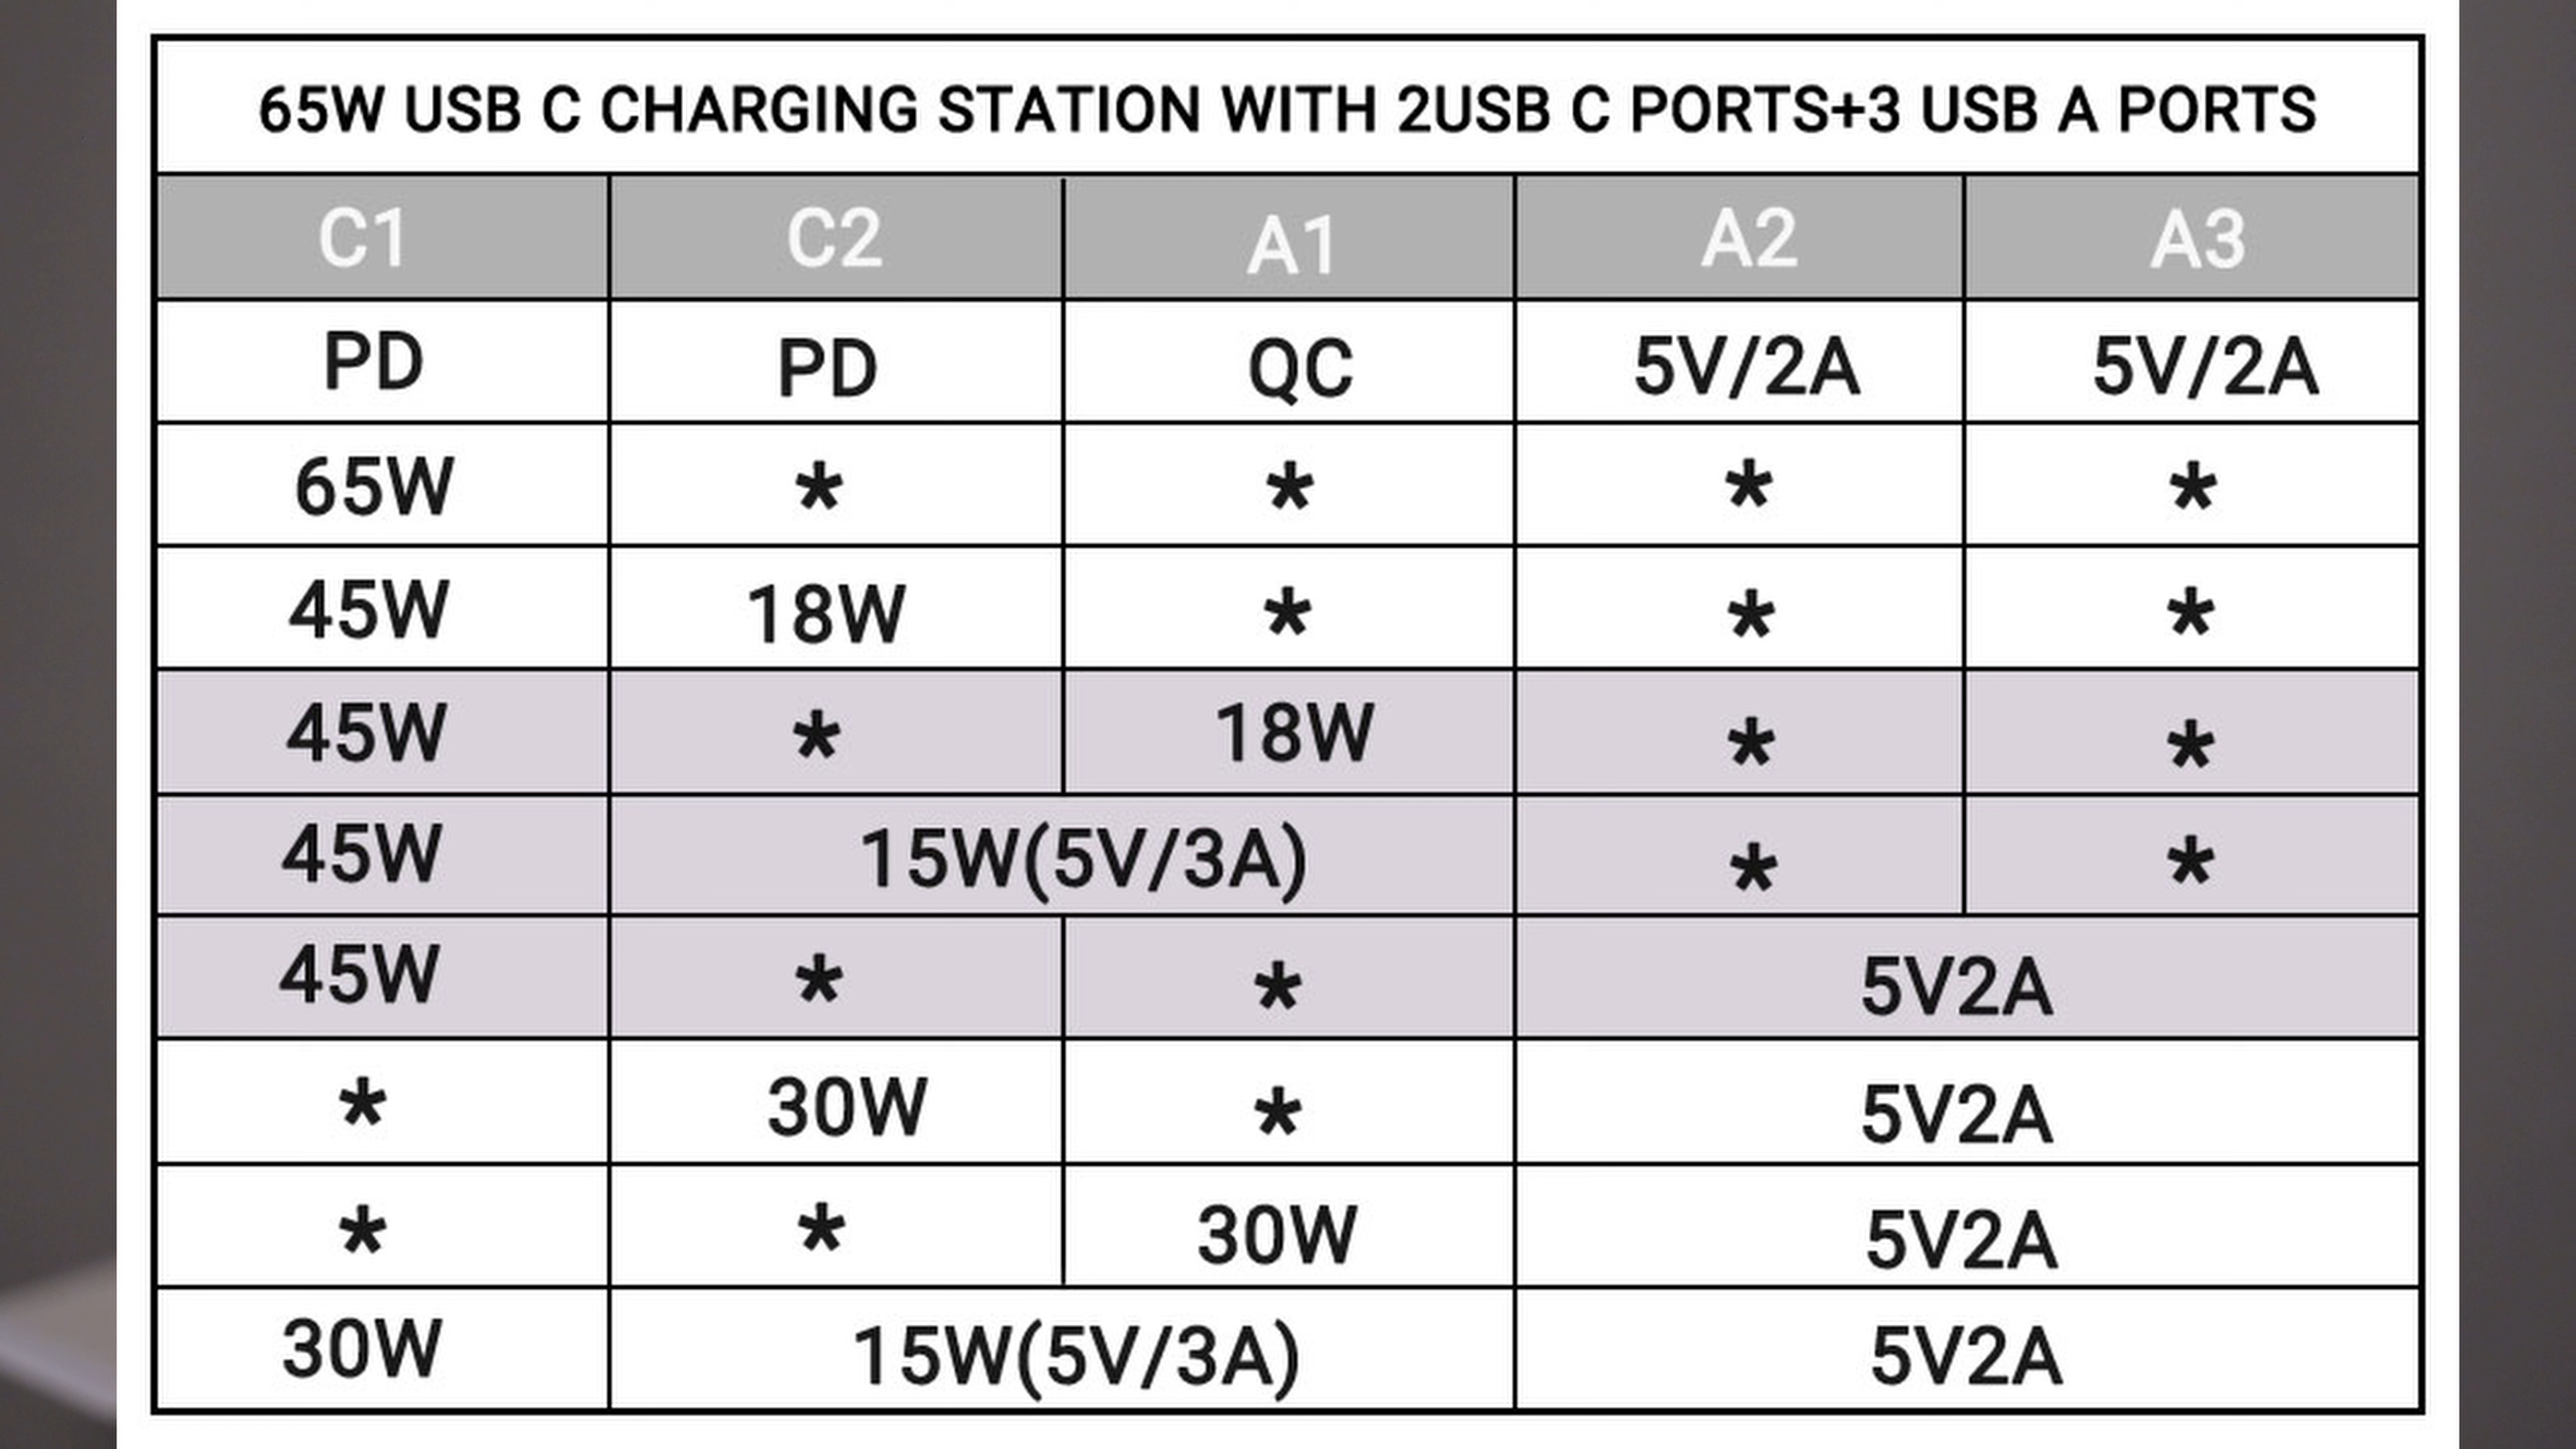 65W USB C CHARGING STATION WITH 2USB C PORTS+3 USB A PORTS
C1 C2 A1 A2 A3
PD PD QC 5V/2A 5V/2A
65W * * * *
45W 18W * * *
45W * 18W * *
45W 15W(5V/3A) * *
45W * * 5V2A
* 30W * 5V2A
* * 30W 5V2A
30W 15W(5V/3A) 5V2A